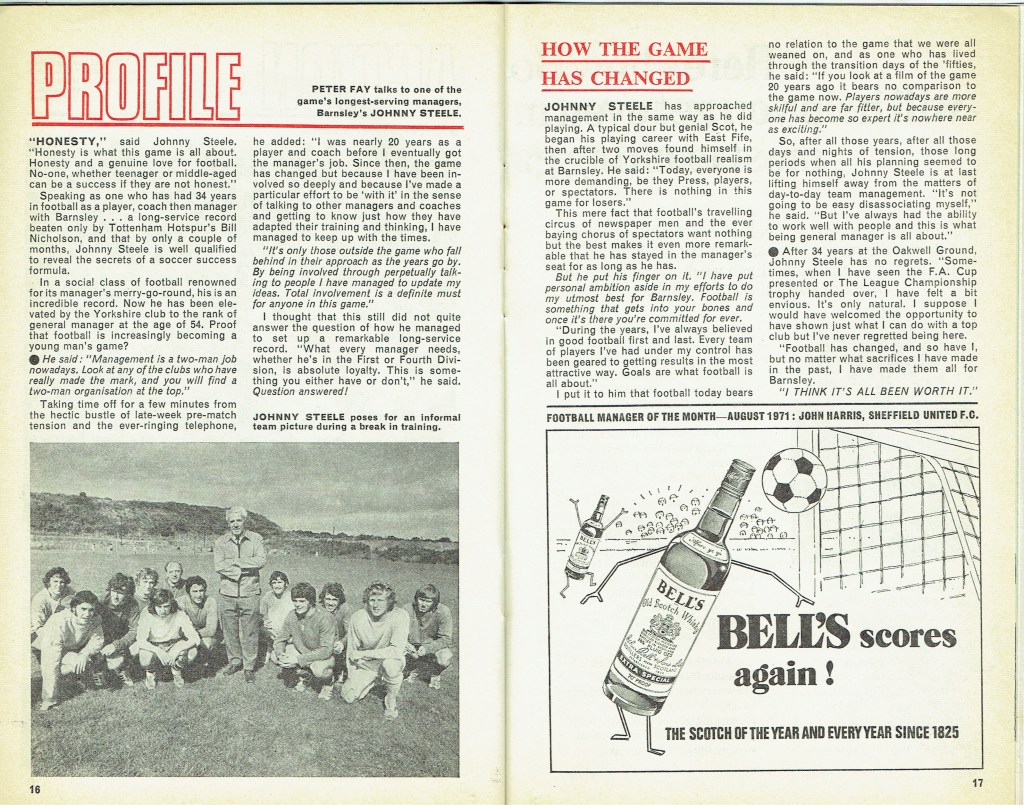 PROFILE
PETER FAY talks to one of the
game's longest-serving managers,
Barnsley's JOHNNY STEELE.
"HONESTY," said Johnny Steele.
"Honesty is what this game is all about.
Honesty and a genuine love for football.
No-one, whether teenager or middle-aged
can be a success if they are not honest."
Speaking as one who has had 34 years
in football as a player, coach then manager
with Barnsley . . . a long-service record
beaten only by Tottenham Hotspur's Bill
Nicholson, and that by only a couple of
months, Johnny Steele is well qualified
to reveal the secrets of a soccer success
formula.
In a social class of football renowned
for its manager's merry-go-round, his is an
incredible record. Now he has been ele-
vated by the Yorkshire club to the rank of
general manager at the age of 54. Proof
that football is increasingly becoming a
young man's game?
● He said: "Management is a two-man job
nowadays. Look at any of the clubs who have
really made the mark, and you will find a
two-man organisation at the top."
Taking time off for a few minutes from
the hectic bustle of late-week pre-match
tension and the ever-ringing telephone,
he added: "I was nearly 20 years as a
player and coach before I eventually got
the manager's job. Since then, the game
has changed but because I have been in-
volved so deeply and because I've made a
particular effort to be 'with it' in the sense
of talking to other managers and coaches
and getting to know just how they have
adapted their training and thinking, I have
managed to keep up with the times.
"It's only those outside the game who fall
behind in their approach as the years go by.
By being involved through perpetually talk-
ing to people I have managed to update my
ideas. Total involvement is a definite must
for anyone in this game."
I thought that this still did not quite
answer the question of how he managed
to set up a remarkable long-service
record. "What every manager needs,
whether he's in the First or Fourth Divi-
sion, is absolute loyalty. This is some-
thing you either have or don't," he said.
Question answered!
JOHNNY STEELE poses for an informal
team picture during a break in training.
16
HOW THE GAME
HAS CHANGED
JOHNNY STEELE has approached
management in the same way as he did
playing. A typical dour but genial Scot, he
began his playing career with East Fife,
then after two moves found himself in
the crucible of Yorkshire football realism
at Barnsley. He said: "Today, everyone is
more demanding, be they Press, players,
or spectators. There is nothing in this
game for losers."
This mere fact that football's travelling
circus of newspaper men and the ever
baying chorus of spectators want nothing
but the best makes it even more remark-
able that he has stayed in the manager's
seat for as long as he has.
But he put his finger on it. "I have put
personal ambition aside in my efforts to do
my utmost best for Barnsley. Football is
something that gets into your bones and
once it's there you're committed for ever.
"During the years, I've always believed
in good football first and last. Every team
of players I've had under my control has
been geared to getting results in the most
attractive way. Goals are what football is
all about."
I put it to him that football today bears
no relation to the game that we were all
weaned on, and as one who has lived
through the transition days of the 'fifties,
he said: "If you look at a film of the game
20 years ago it bears no comparison to
the game now. Players nowadays are more
skilful and are far fitter, but because every-
one has become so expert it's nowhere near
as exciting."
So, after all those years, after all those
days and nights of tension, those long
periods when all his planning seemed to
be for nothing, Johnny Steele is at last
lifting himself away from the matters of
day-to-day team management. "It's not
going to be easy disassociating myself,"
he said. "But I've always had the ability
to work well with people and this is what
being general manager is all about."
● After 34 years at the Oakwell Ground,
Johnny Steele has no regrets. "Some-
times, when I have seen the F.A. Cup
presented or The League Championship
trophy handed over, I have felt a bit
envious. It's only natural. I suppose I
would have welcomed the opportunity to
have shown just what I can do with a top
club but I've never regretted being here.
"Football has changed, and so have I,
but no matter what sacrifices I have made
in the past, I have made them all for
Barnsley.
"I THINK IT'S ALL BEEN WORTH IT."
FOOTBALL MANAGER OF THE MONTH—AUGUST 1971: JOHN HARRIS, SHEFFIELD UNITED F.C.
BELL'S
Afore ye go
BELL'S
Old Scotch Whisky
EXTRA SPECIAL
BELL'S scores
again!
THE SCOTCH OF THE YEAR AND EVERY YEAR SINCE 1825
17